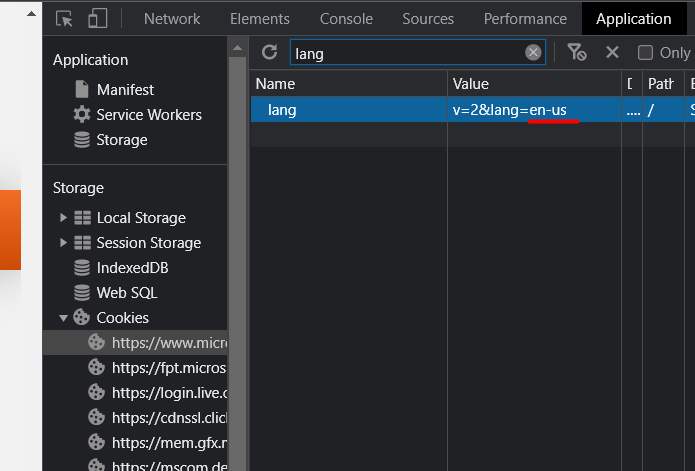 Network Elements Console Sources Performance Application
lang
Only
Application
Manifest
Service Workers
Storage
Storage
Local Storage
Session Storage
IndexedDB
Web SQL
Cookies
https://www.micr
https://fpt.micros
https://login.live.
https://cdnssl.clic
https://mem.gfx.
https://mscom.de
Name Value Path
lang v=2&lang=en-us .... /